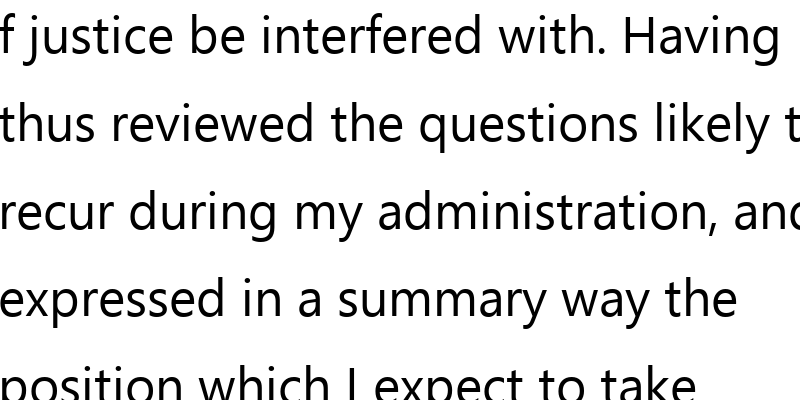 f justice be interfered with. Having
thus reviewed the questions likely t
recur during my administration, and
expressed in a summary way the
position which I expect to take